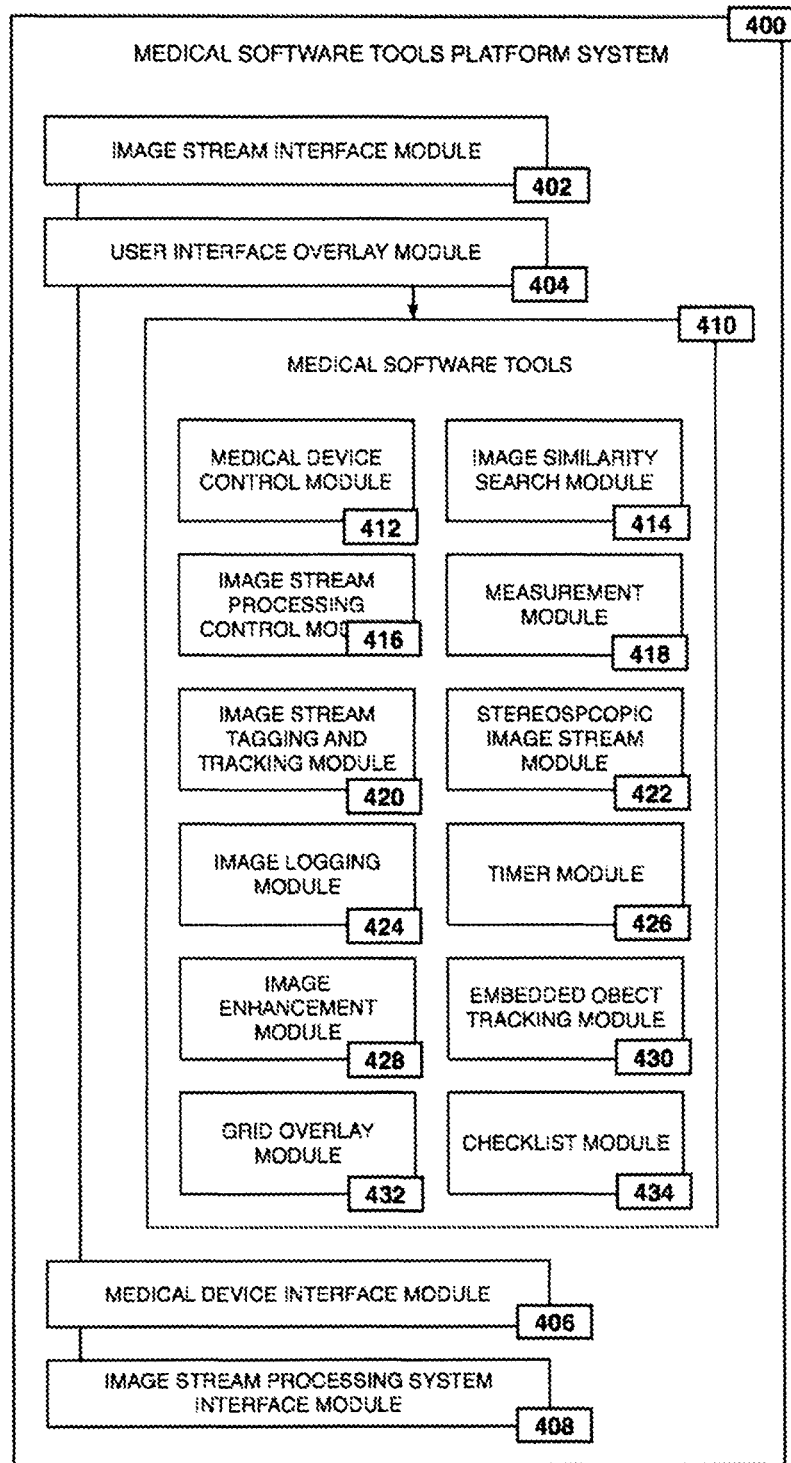 400
MEDICAL SOFTWARE TOOLS PLATFORM SYSTEM
IMAGE STREAM INTERFACE MODULE
402
USER INTERFACE OVERLAY MODULE
404
410
MEDICAL SOFTWARE TOOLS
MEDICAL DEVICE
CONTROL MODULE
412
IMAGE SIMILARITY
SEARCH MODULE
414
IMAGE STREAM
PROCESSING
CONTROL
416
MEASUREMENT
MODULE
418
IMAGE STREAM
TAGGING AND
TRACKING MODULE
420
STEREOSPCOPIC
IMAGE STREAM
MODULE
422
IMAGE LOGGING
MODULE
424
TIMER MODULE
426
IMAGE
ENHANCEMENT
MODULE
428
EMBEDDED OBECT
TRACKING MODULE
430
GRID OVERLAY
MODULE
432
CHECKLIST MODULE
434
MEDICAL DEVICE INTERFACE MODULE
406
IMAGE STREAM PROCESSING SYSTEM
INTERFACE MODULE
408